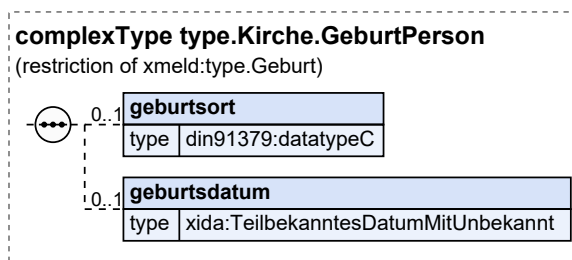 complexType type.Kirche.GeburtPerson
(restriction of xmeld:type.Geburt)
0..1 geburtsort
type din91379:datatypeC
0..1 geburtsdatum
type xida:TeilbekanntesDatumMitUnbekannt